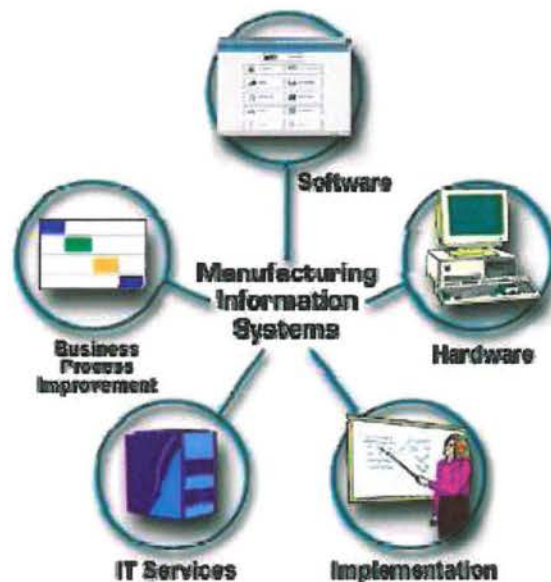 Software
Manufacturing
Information
Systems
Hardware
Business
Process
Improvement
IT Services
Implementation